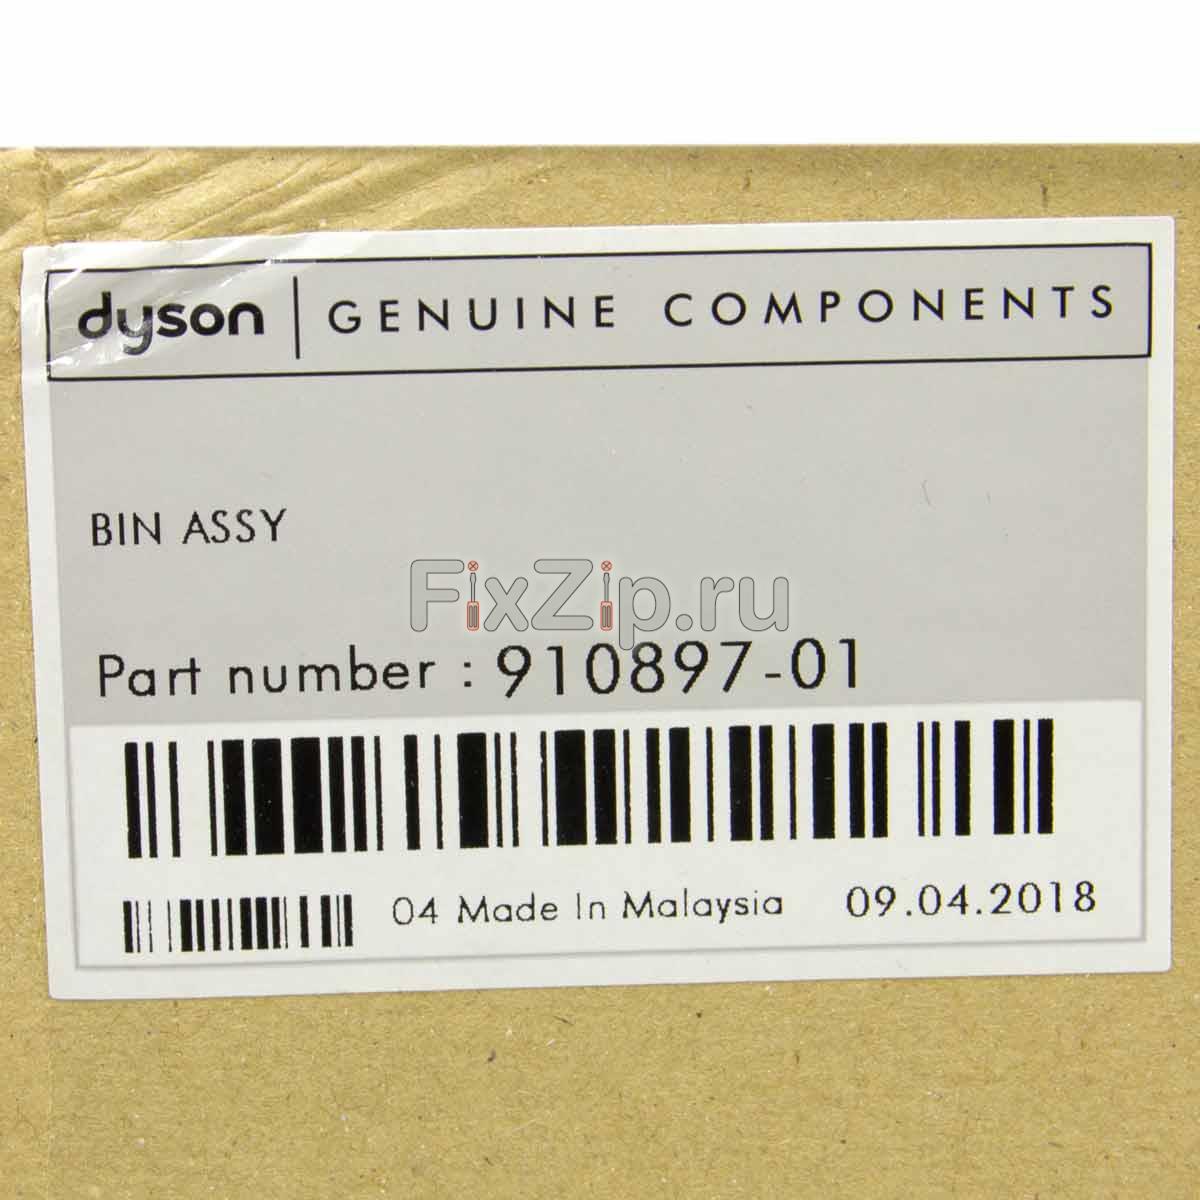 dyson | GENUINE COMPONENTS
BIN ASSY
FixZip.ru
Part number : 910897-01
04 Made In Malaysia 09.04.2018